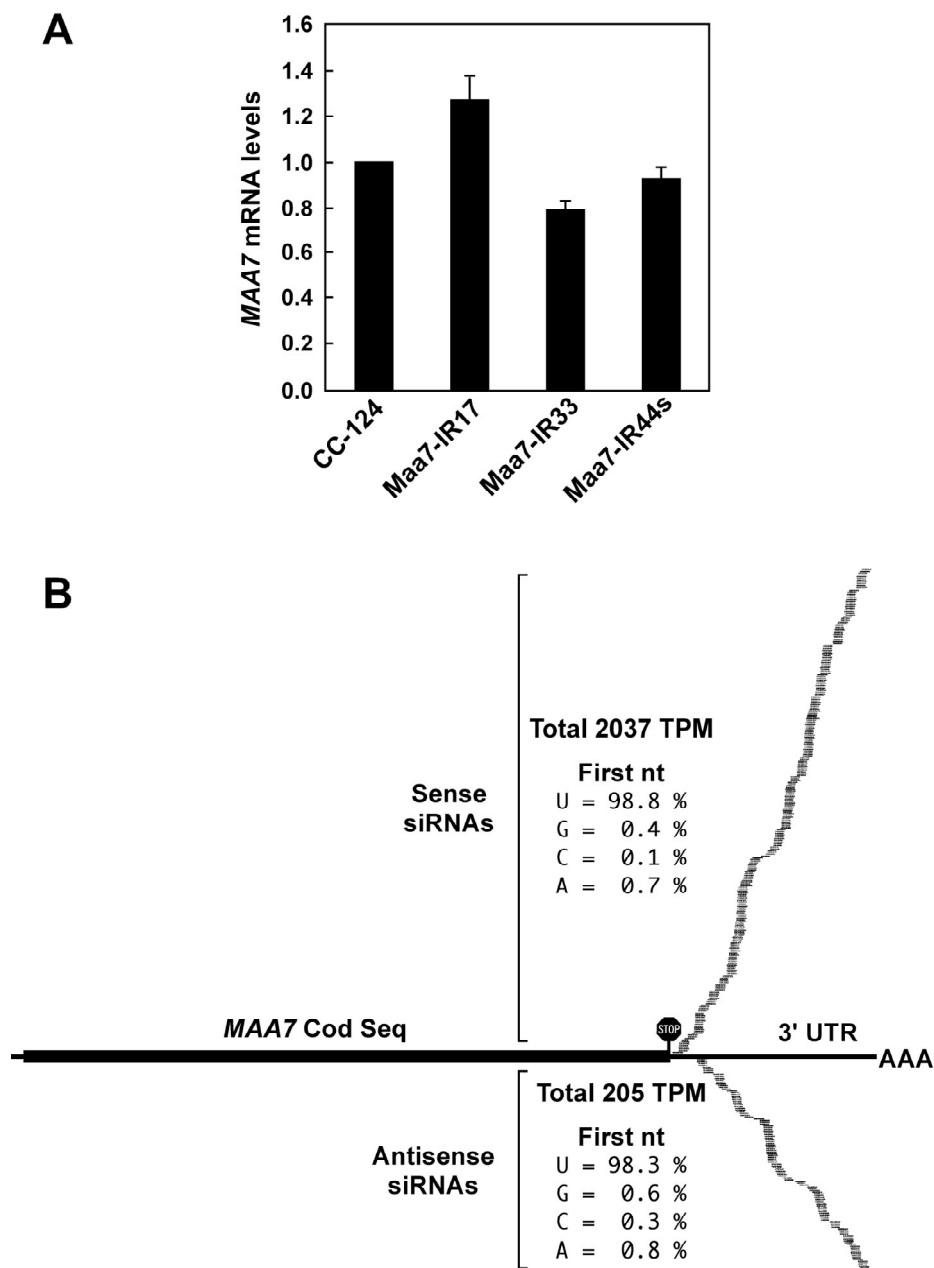 A
MAA7 mRNA levels
1.6
1.4
1.2
1.0
0.8
0.6
0.4
0.2
0.0
CC-124
Maa7-IR17
Maa7-IR33
Maa7-IR44s
B
Sense
siRNAs
Total 2037 TPM
First nt
U = 98.8 %
G = 0.4 %
C = 0.1 %
A = 0.7 %
MAA7 Cod Seq
STOP
3' UTR
AAA
Antisense
siRNAs
Total 205 TPM
First nt
U = 98.3 %
G = 0.6 %
C = 0.3 %
A = 0.8 %